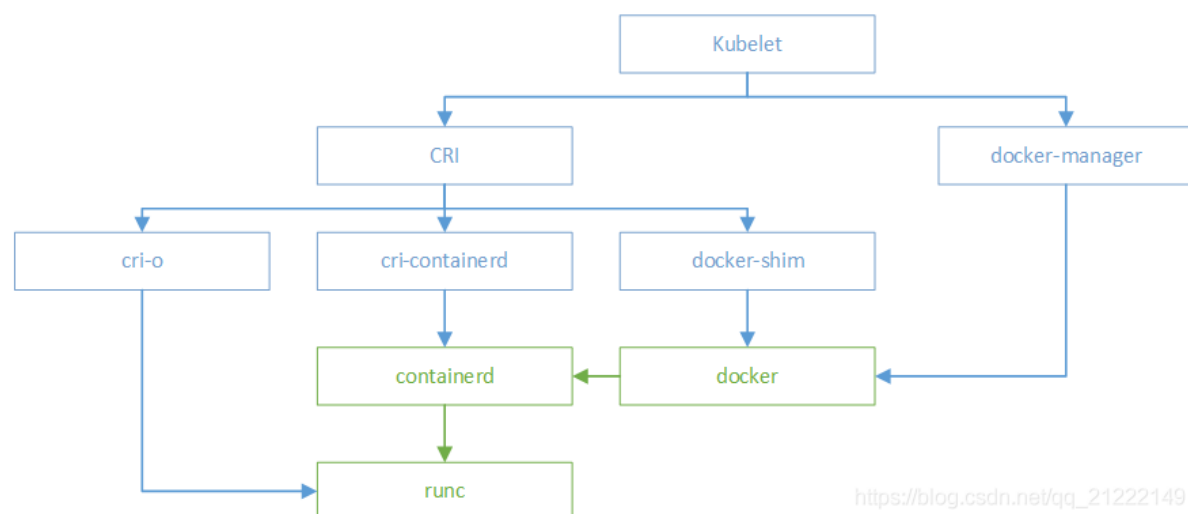 Kubelet
CRI
docker-manager
cri-o
cri-containerd
docker-shim
containerd
docker
runc
https://blog.csdn.net/qq_21222149